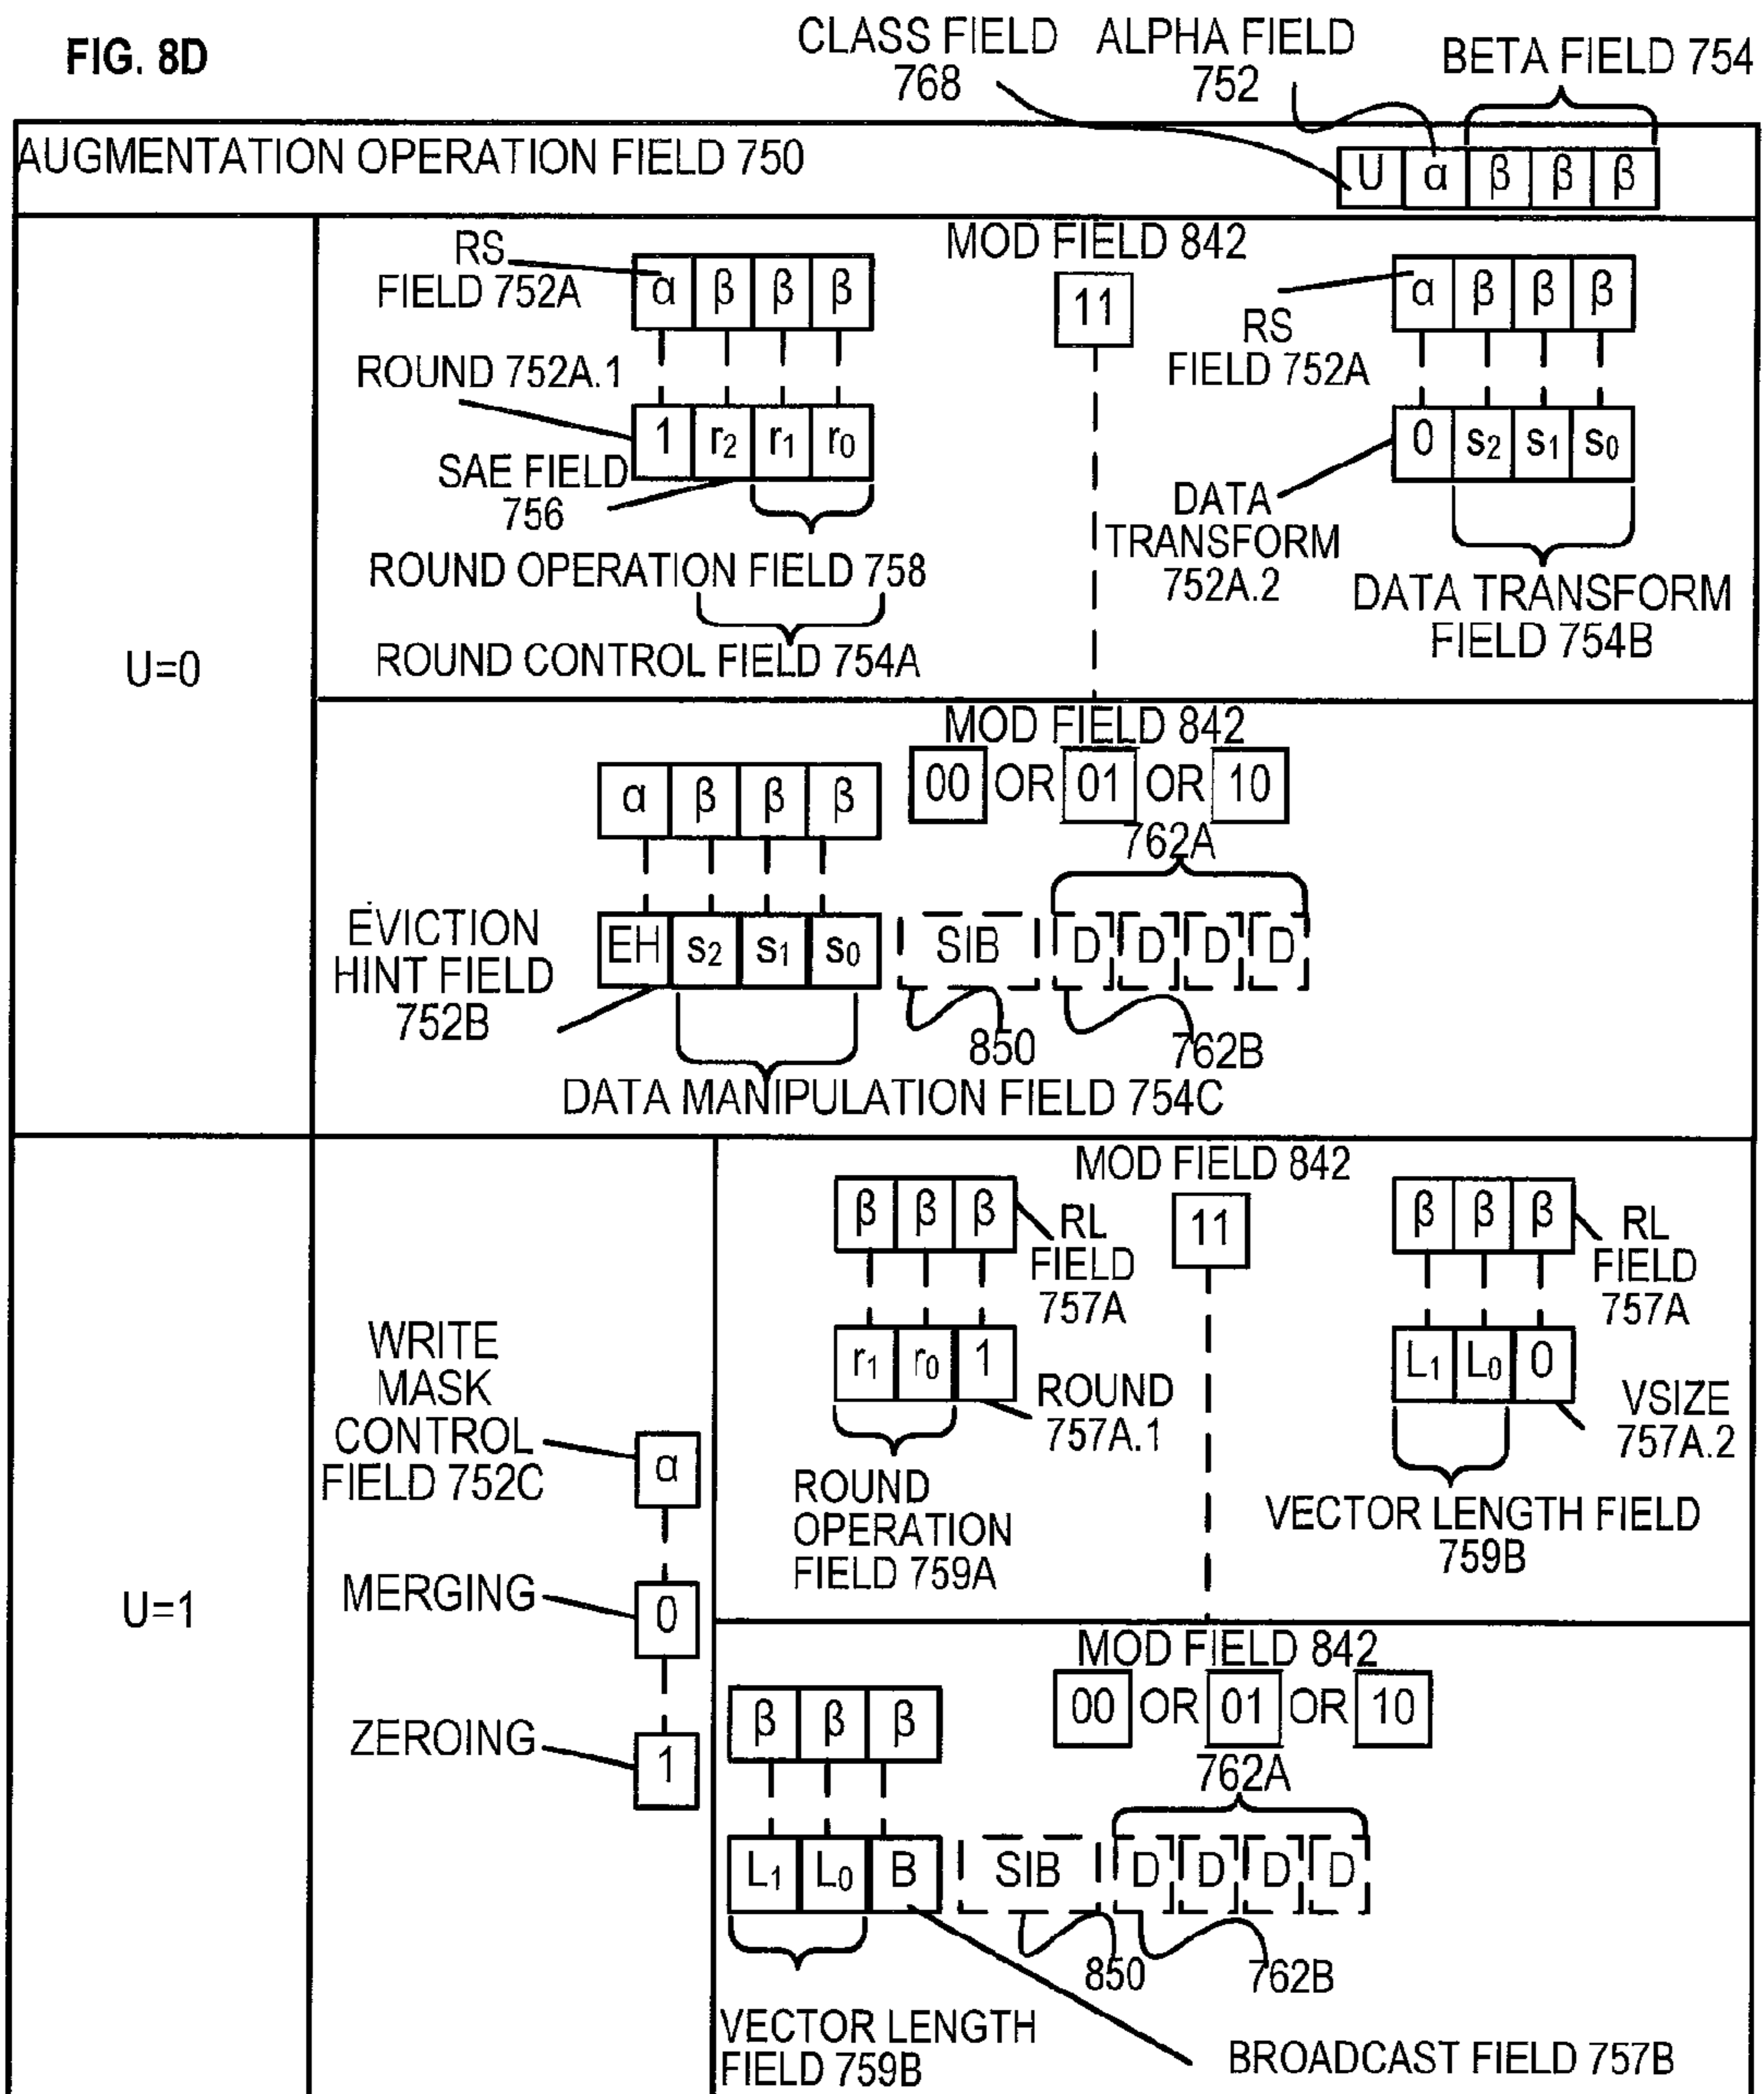 FIG. 8D
CLASS FIELD 768
ALPHA FIELD 752
BETA FIELD 754
AUGMENTATION OPERATION FIELD 750
U α β β β
U=0
RS FIELD 752A
α β β β
ROUND 752A.1
1 r2 r1 r0
SAE FIELD 756
ROUND OPERATION FIELD 758
ROUND CONTROL FIELD 754A
MOD FIELD 842
11
α β β β
RS FIELD 752A
0 s2 s1 s0
DATA TRANSFORM 752A.2
DATA TRANSFORM FIELD 754B
MOD FIELD 842
00 OR 01 OR 10
α β β β
762A
EVICTION HINT FIELD 752B
EH s2 s1 s0 SIB D D D D
850
762B
DATA MANIPULATION FIELD 754C
U=1
WRITE MASK CONTROL FIELD 752C
α
MERGING
0
ZEROING
1
MOD FIELD 842
11
β β β
RL FIELD 757A
r1 r0 1
ROUND 757A.1
ROUND OPERATION FIELD 759A
β β β
RL FIELD 757A
L1 L0 0
VSIZE 757A.2
VECTOR LENGTH FIELD 759B
MOD FIELD 842
00 OR 01 OR 10
β β β
762A
L1 L0 B SIB D D D D
850
762B
VECTOR LENGTH FIELD 759B
BROADCAST FIELD 757B